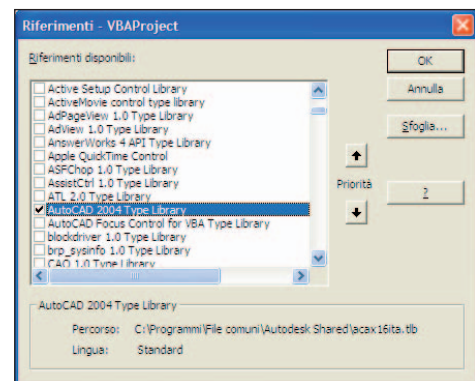 Riferimenti - VBAProject
Riferimenti disponibili:
OK
Annulla
Sfoglia...
?
Active Setup Control Library
ActiveMovie control type library
AdPageView 1.0 Type Library
AdView 1.0 Type Library
AnswerWorks 4 API Type Library
Apple QuickTime Control
ASFChop 1.0 Type Library
AssistCtrl 1.0 Type Library
ATL 2.0 Type Library
AutoCAD 2004 Type Library
AutoCAD Focus Control for VBA Type Library
blockdriver 1.0 Type Library
brp_sysinfo 1.0 Type Library
CAO 1.0 Type Library
Priorità
AutoCAD 2004 Type Library
Percorso: C:\Programmi\File comuni\Autodesk Shared\acax16ita.tlb
Lingua: Standard